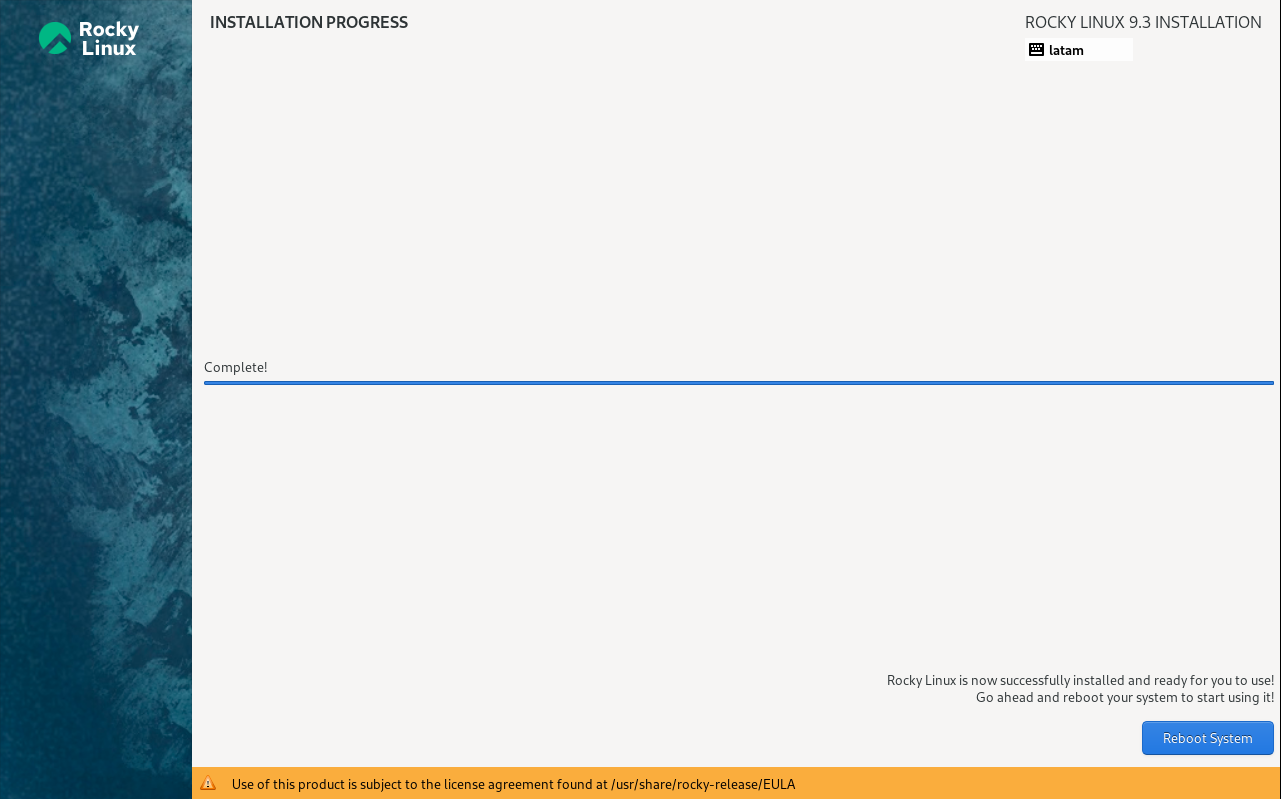 Rocky
Linux
INSTALLATION PROGRESS
ROCKY LINUX 9.3 INSTALLATION
latam
Complete!
Rocky Linux is now successfully installed and ready for you to use!
Go ahead and reboot your system to start using it!
Reboot System
Use of this product is subject to the license agreement found at /usr/share/rocky-release/EULA